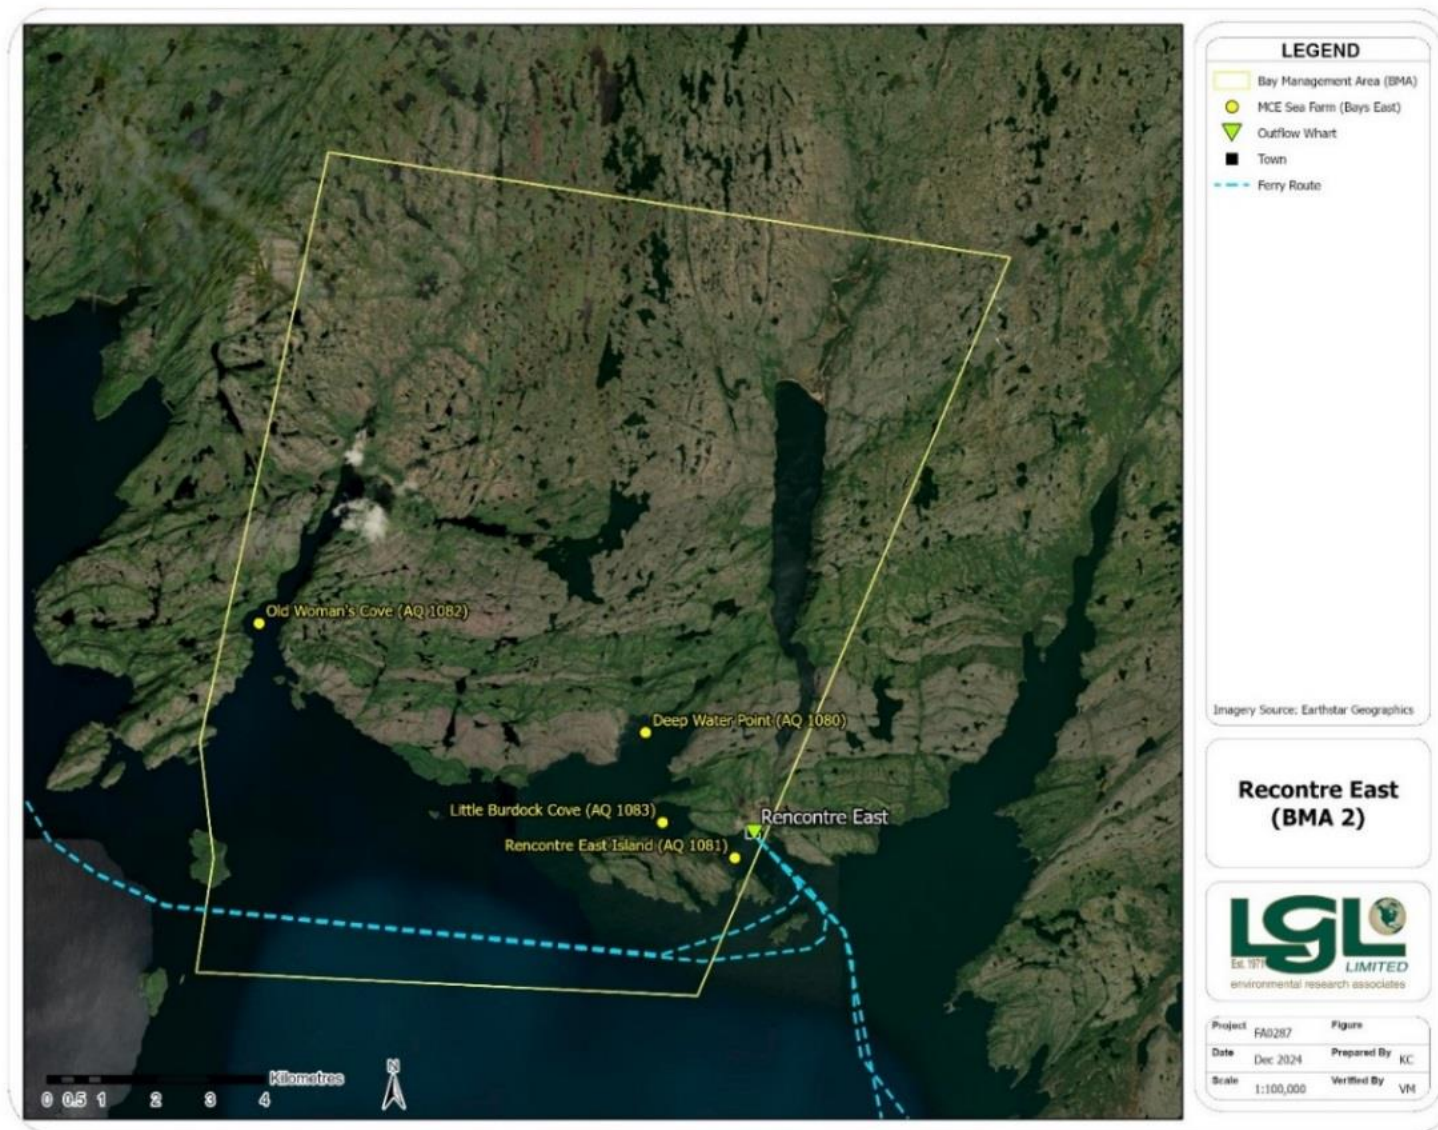 Old Woman's Cove (AQ 1082)
Deep Water Point (AQ 1080)
Little Burdock Cove (AQ 1083)
Rencontre East
Rencontre East Island (AQ 1081)
Kilometres
0 0.5 1 2 3 4
N
LEGEND
Bay Management Area (BMA)
MCE Sea Farm (Bays East)
Outflow Whart
Town
Ferry Route
Imagery Source: Earthstar Geographics
Recontre East
(BMA 2)
LGL
Est. 1971
LIMITED
environmental research associates
Project FA0287 Figure
Date Dec 2024 Prepared By KC
Scale 1:100,000 Verified By VM